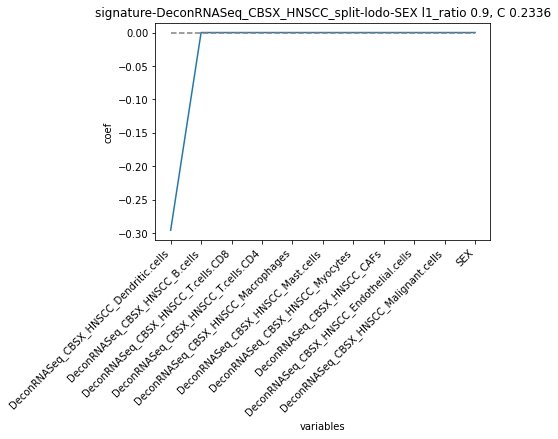 signature-DeconRNASeq_CBSX_HNSCC_split-lodo-SEX l1_ratio 0.9, C 0.2336
0.00
−0.05
−0.10
−0.15
−0.20
−0.25
−0.30
coef
DeconRNASeq_CBSX_HNSCC_Dendritic.cells
DeconRNASeq_CBSX_HNSCC_B.cells
DeconRNASeq_CBSX_HNSCC_T.cells.CD8
DeconRNASeq_CBSX_HNSCC_T.cells.CD4
DeconRNASeq_CBSX_HNSCC_Macrophages
DeconRNASeq_CBSX_HNSCC_Mast.cells
DeconRNASeq_CBSX_HNSCC_Myocytes
DeconRNASeq_CBSX_HNSCC_CAFs
DeconRNASeq_CBSX_HNSCC_Endothelial.cells
DeconRNASeq_CBSX_HNSCC_Malignant.cells
SEX
variables